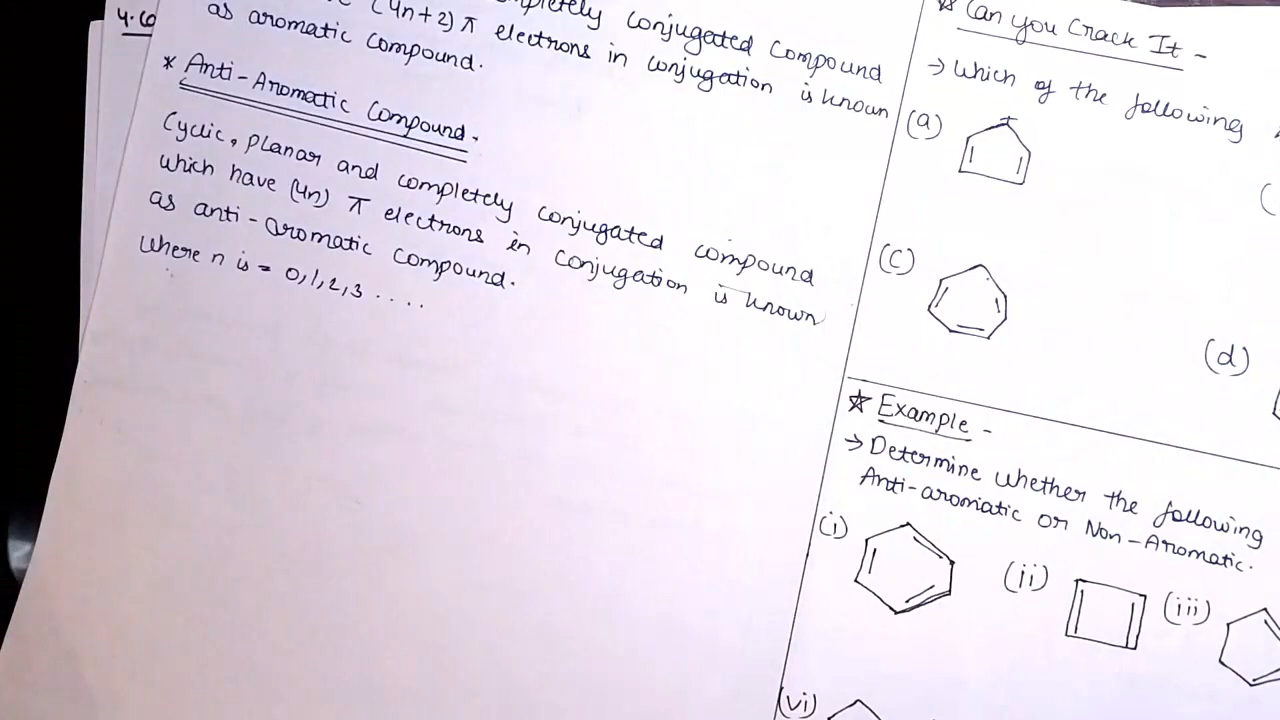 4.6
completely conjugated compound
(4n+2) π electrons in conjugation is known
as aromatic compound.
* Anti-Aromatic Compound.
Cyclic, planar and completely conjugated compound
which have (4n) π electrons in conjugation is known
as anti-aromatic compound.
Where n is = 0,1,2,3 ....
Can you Crack It -
→ Which of the following
(a)
(c)
(d)
☆ Example -
→ Determine whether the following
Anti-aromatic or Non-Aromatic.
(i)
(ii)
(iii)
(vi)